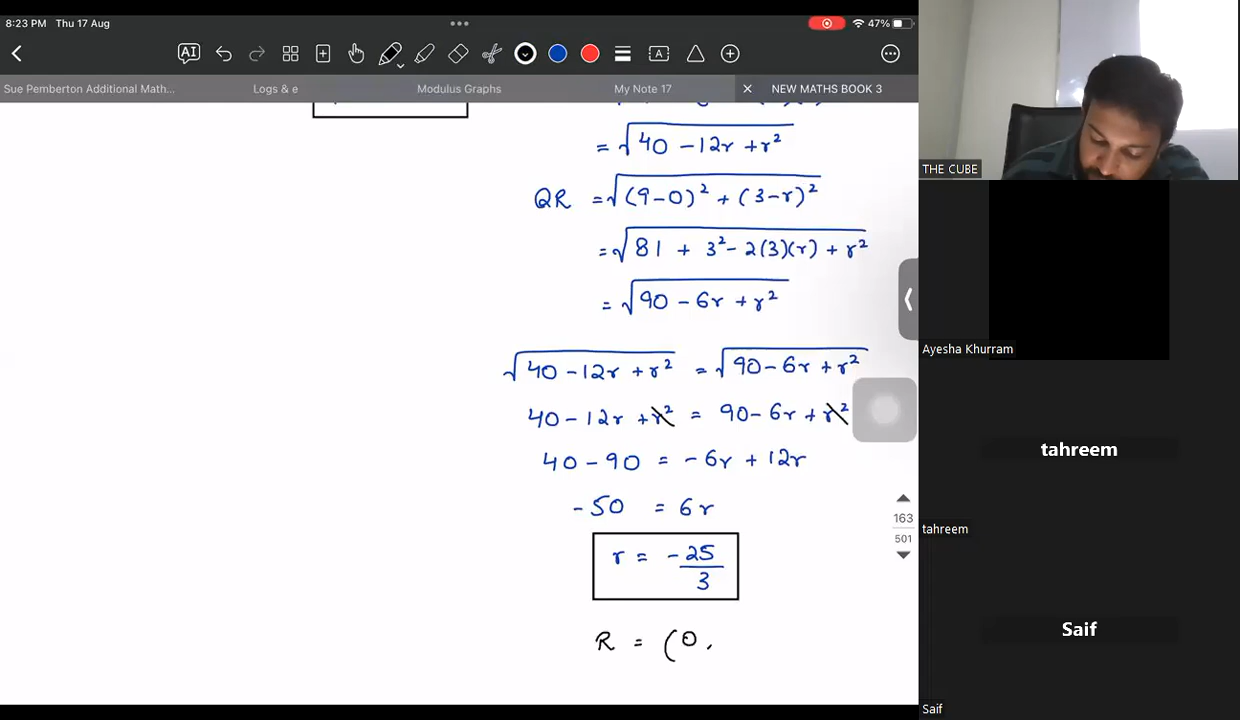 8:23 PM Thu 17 Aug
47%
AI
A
Sue Pemberton Additional Math...
Logs & e
Modulus Graphs
My Note 17
NEW MATHS BOOK 3
= √(40 - 12r + r²)
QR = √((9-0)² + (3-r)²)
= √(81 + 3² - 2(3)(r) + r²)
= √(90 - 6r + r²)
√(40 - 12r + r²) = √(90 - 6r + r²)
40 - 12r + r² = 90 - 6r + r²
40 - 90 = -6r + 12r
-50 = 6r
r = -25/3
R = (0,
163
501
THE CUBE
Ayesha Khurram
tahreem
tahreem
Saif
Saif